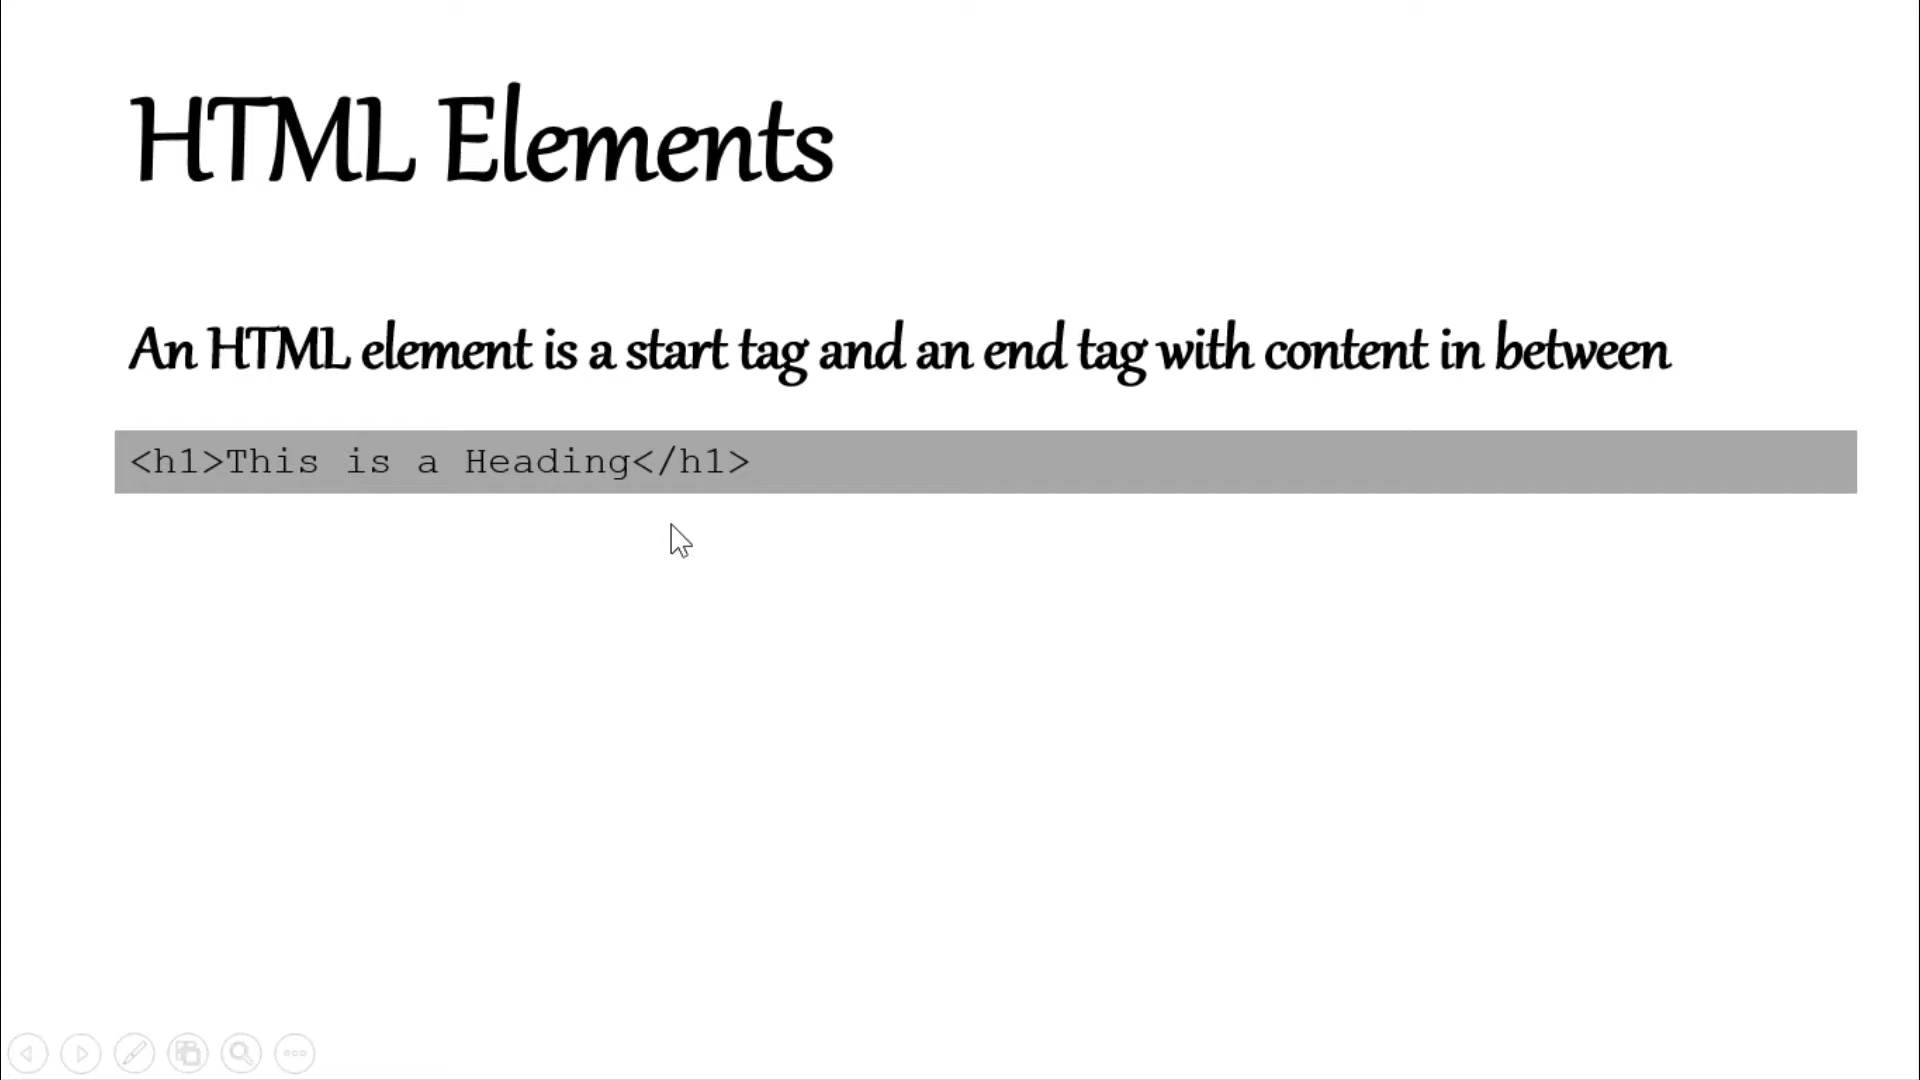 HTML Elements
An HTML element is a start tag and an end tag with content in between
<h1>This is a Heading</h1>